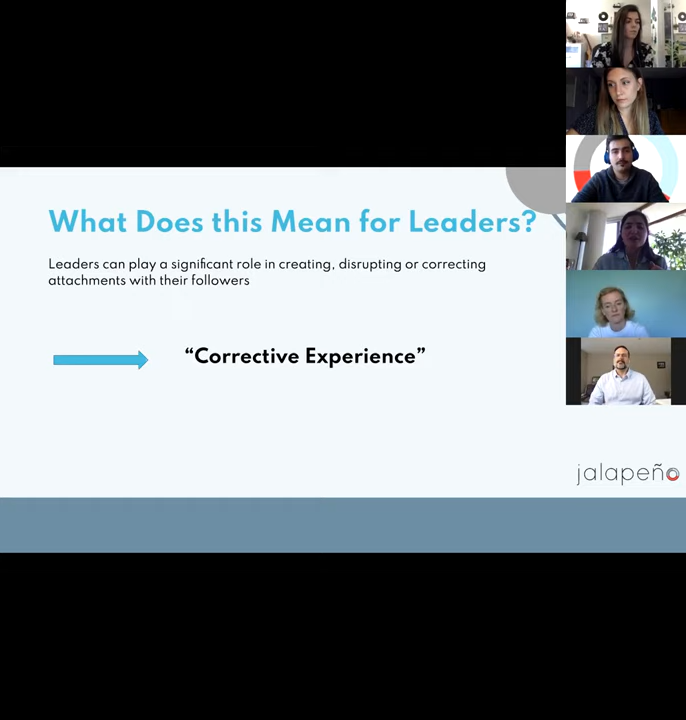 What Does this Mean for Leaders?
Leaders can play a significant role in creating, disrupting or correcting
attachments with their followers
“Corrective Experience”
jalapeño